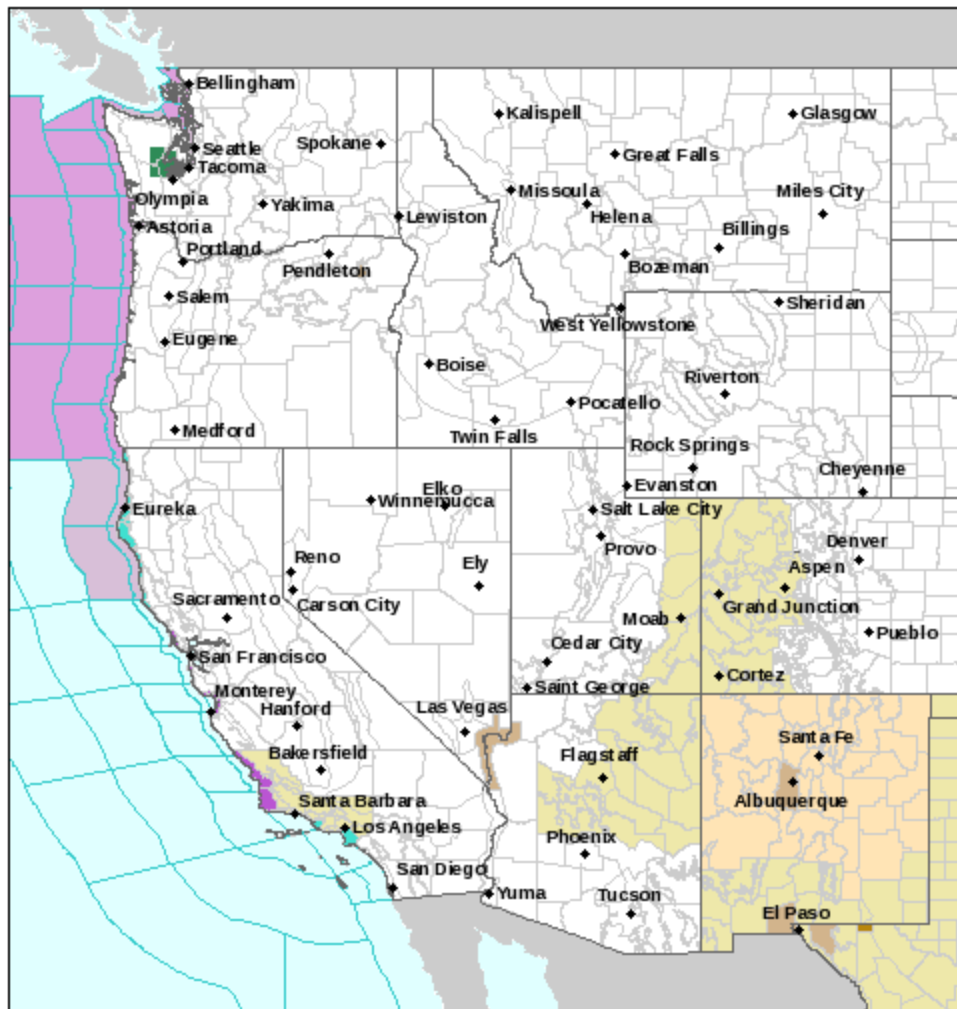 Bellingham
Kalispell
Glasgow
Seattle
Spokane
Great Falls
Tacoma
Olympia
Missoula
Miles City
Yakima
Helena
Lewiston
Astoria
Billings
Portland
Pendleton
Bozeman
Salem
Sheridan
West Yellowstone
Eugene
Boise
Riverton
Pocatello
Medford
Twin Falls
Rock Springs
Cheyenne
Evanston
Elko
Winnemucca
Eureka
Salt Lake City
Denver
Provo
Reno
Ely
Aspen
Sacramento
Carson City
Grand Junction
Moab
Pueblo
Cedar City
San Francisco
Cortez
Saint George
Monterey
Hanford
Las Vegas
Santa Fe
Bakersfield
Flagstaff
Santa Barbara
Albuquerque
Los Angeles
Phoenix
San Diego
Yuma
Tucson
El Paso